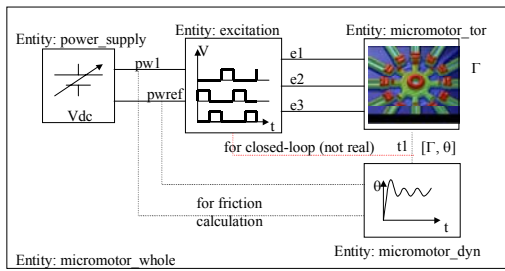 Entity: power_supply
Entity: excitation
Entity: micromotor_tor
V
t
pw1
pwref
Vdc
e1
e2
e3
Γ
for closed-loop (not real)
t1
[Γ, θ]
θ
t
for friction
calculation
Entity: micromotor_dyn
Entity: micromotor_whole